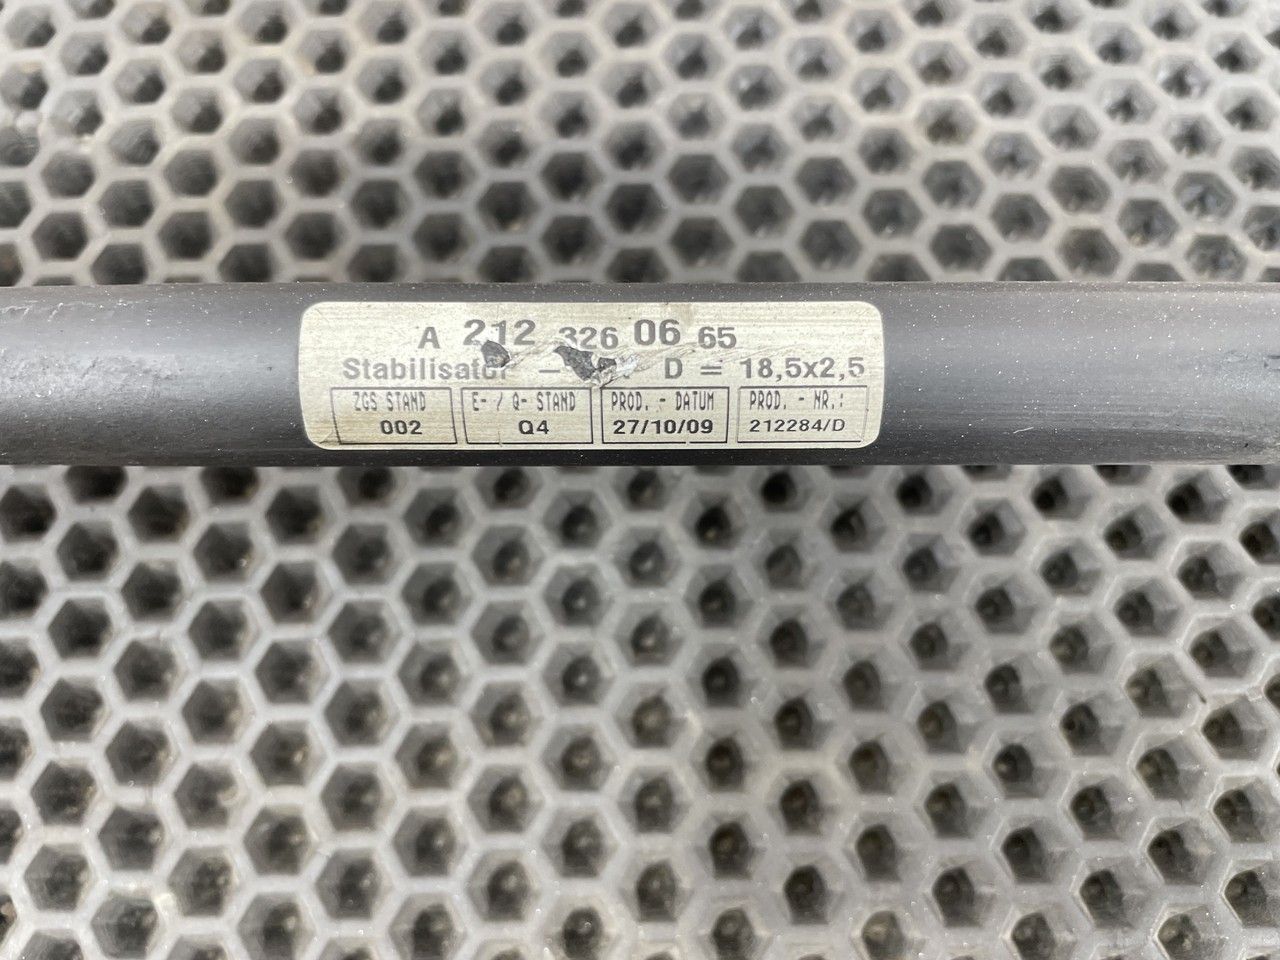 A 212 326 06 65
Stabilisator - D = 18,5x2,5
ZGS STAND E- / Q- STAND PROD. - DATUM PROD. - NR.:
002 Q4 27/10/09 212284/D